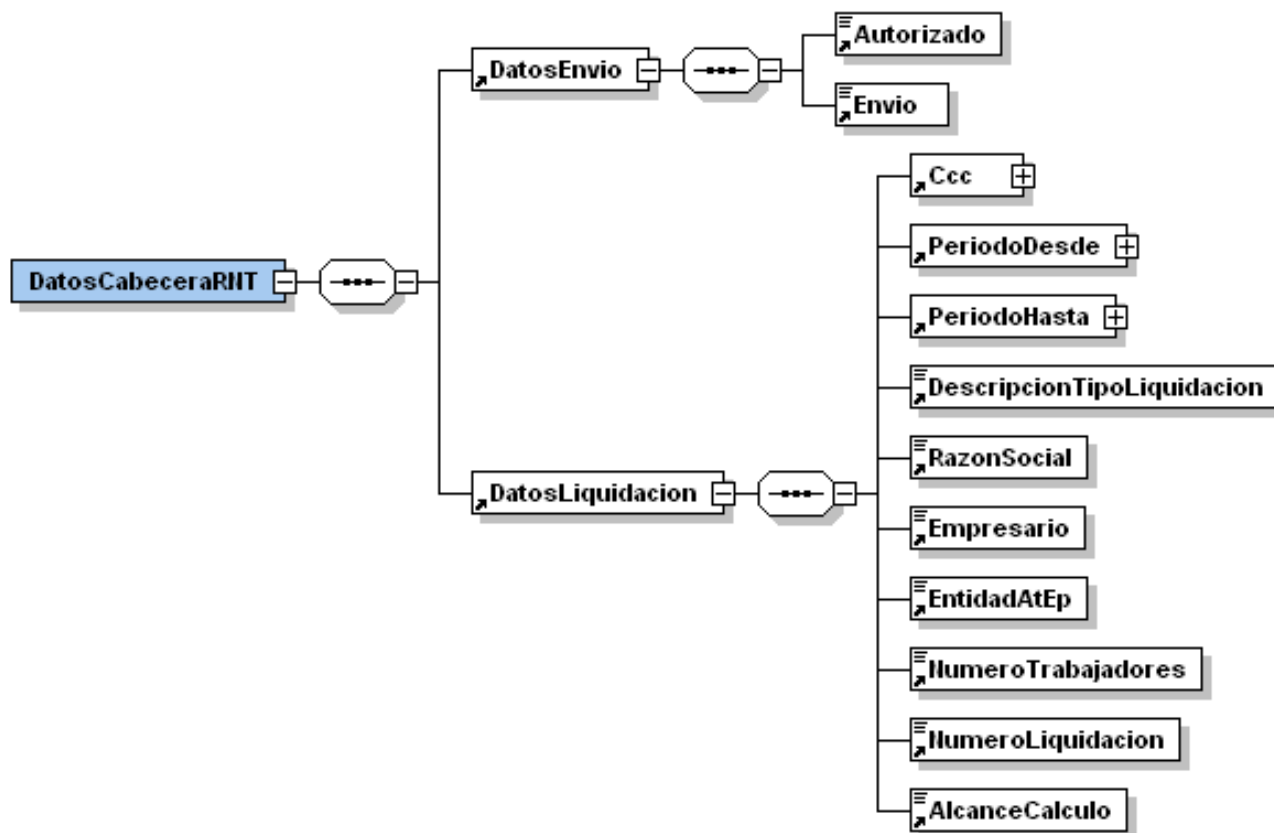 Autorizado
DatosEnvio
Envio
Ccc
PeriodoDesde
DatosCabeceraRNT
PeriodoHasta
DescripcionTipoLiquidacion
RazonSocial
DatosLiquidacion
Empresario
EntidadAtEp
NumeroTrabajadores
NumeroLiquidacion
AlcanceCalculo